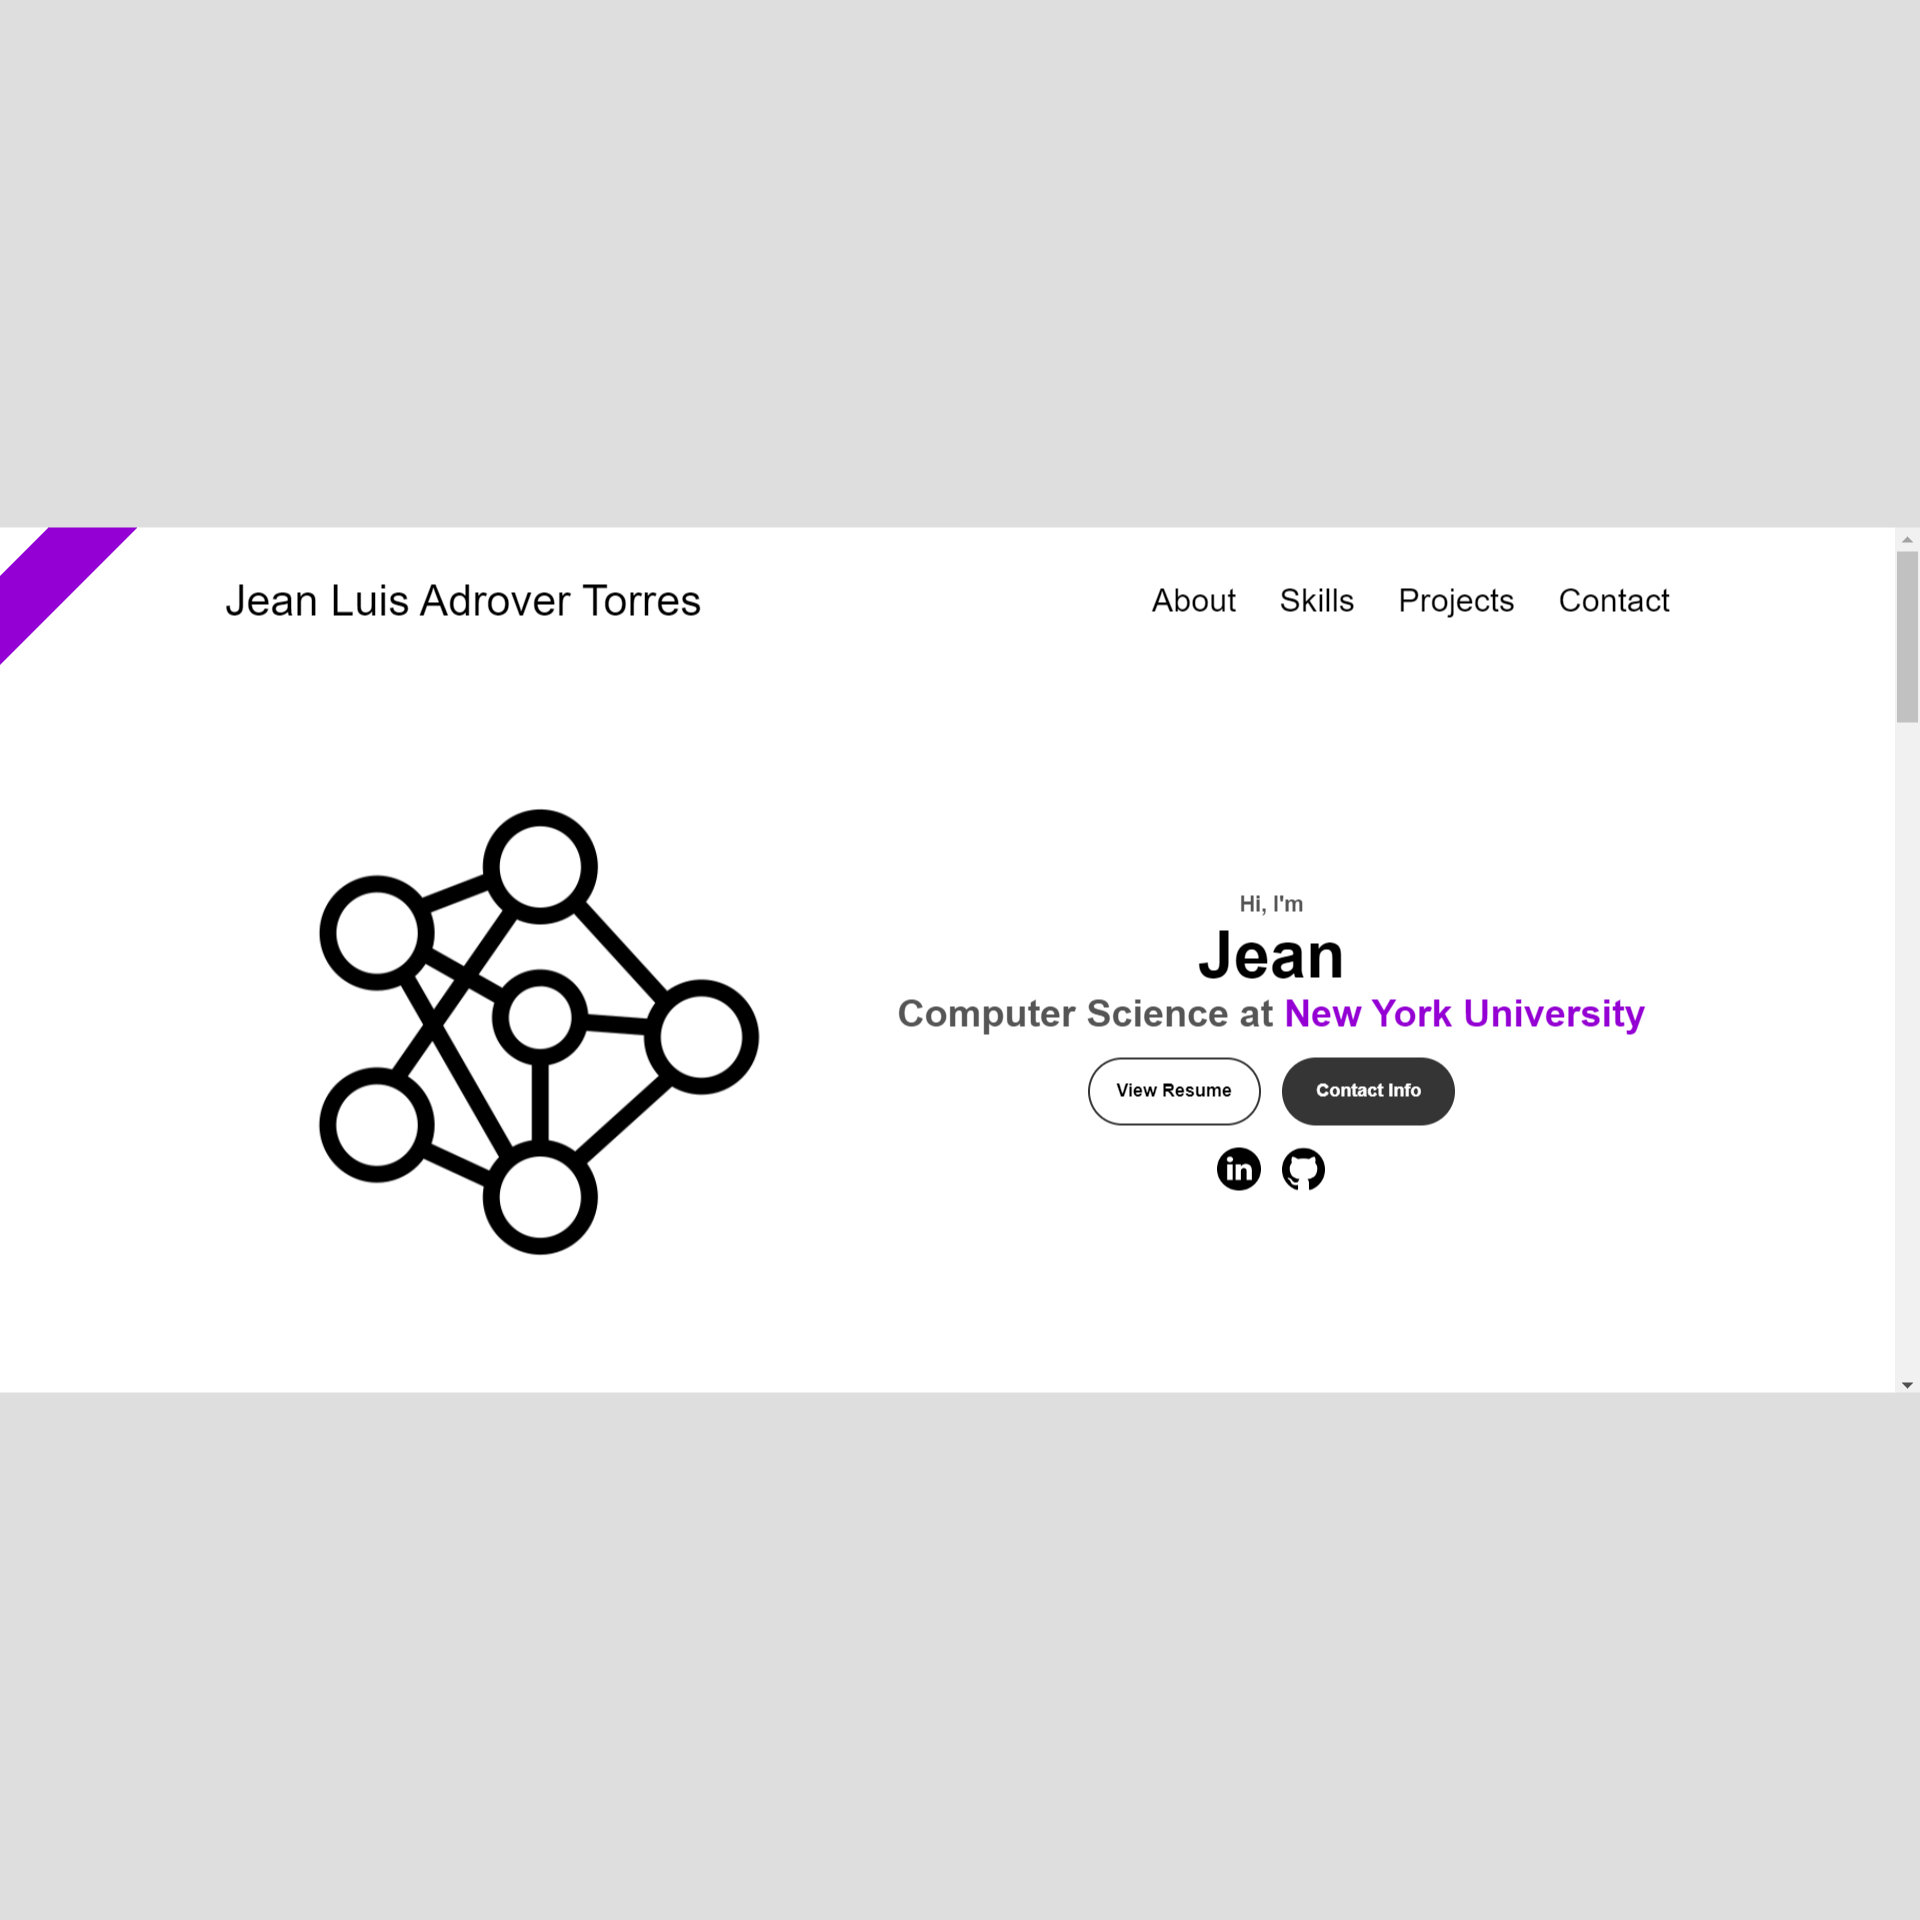 Jean Luis Adrover Torres
About Skills Projects Contact
Hi, I'm
Jean
Computer Science at New York University
View Resume Contact Info
in